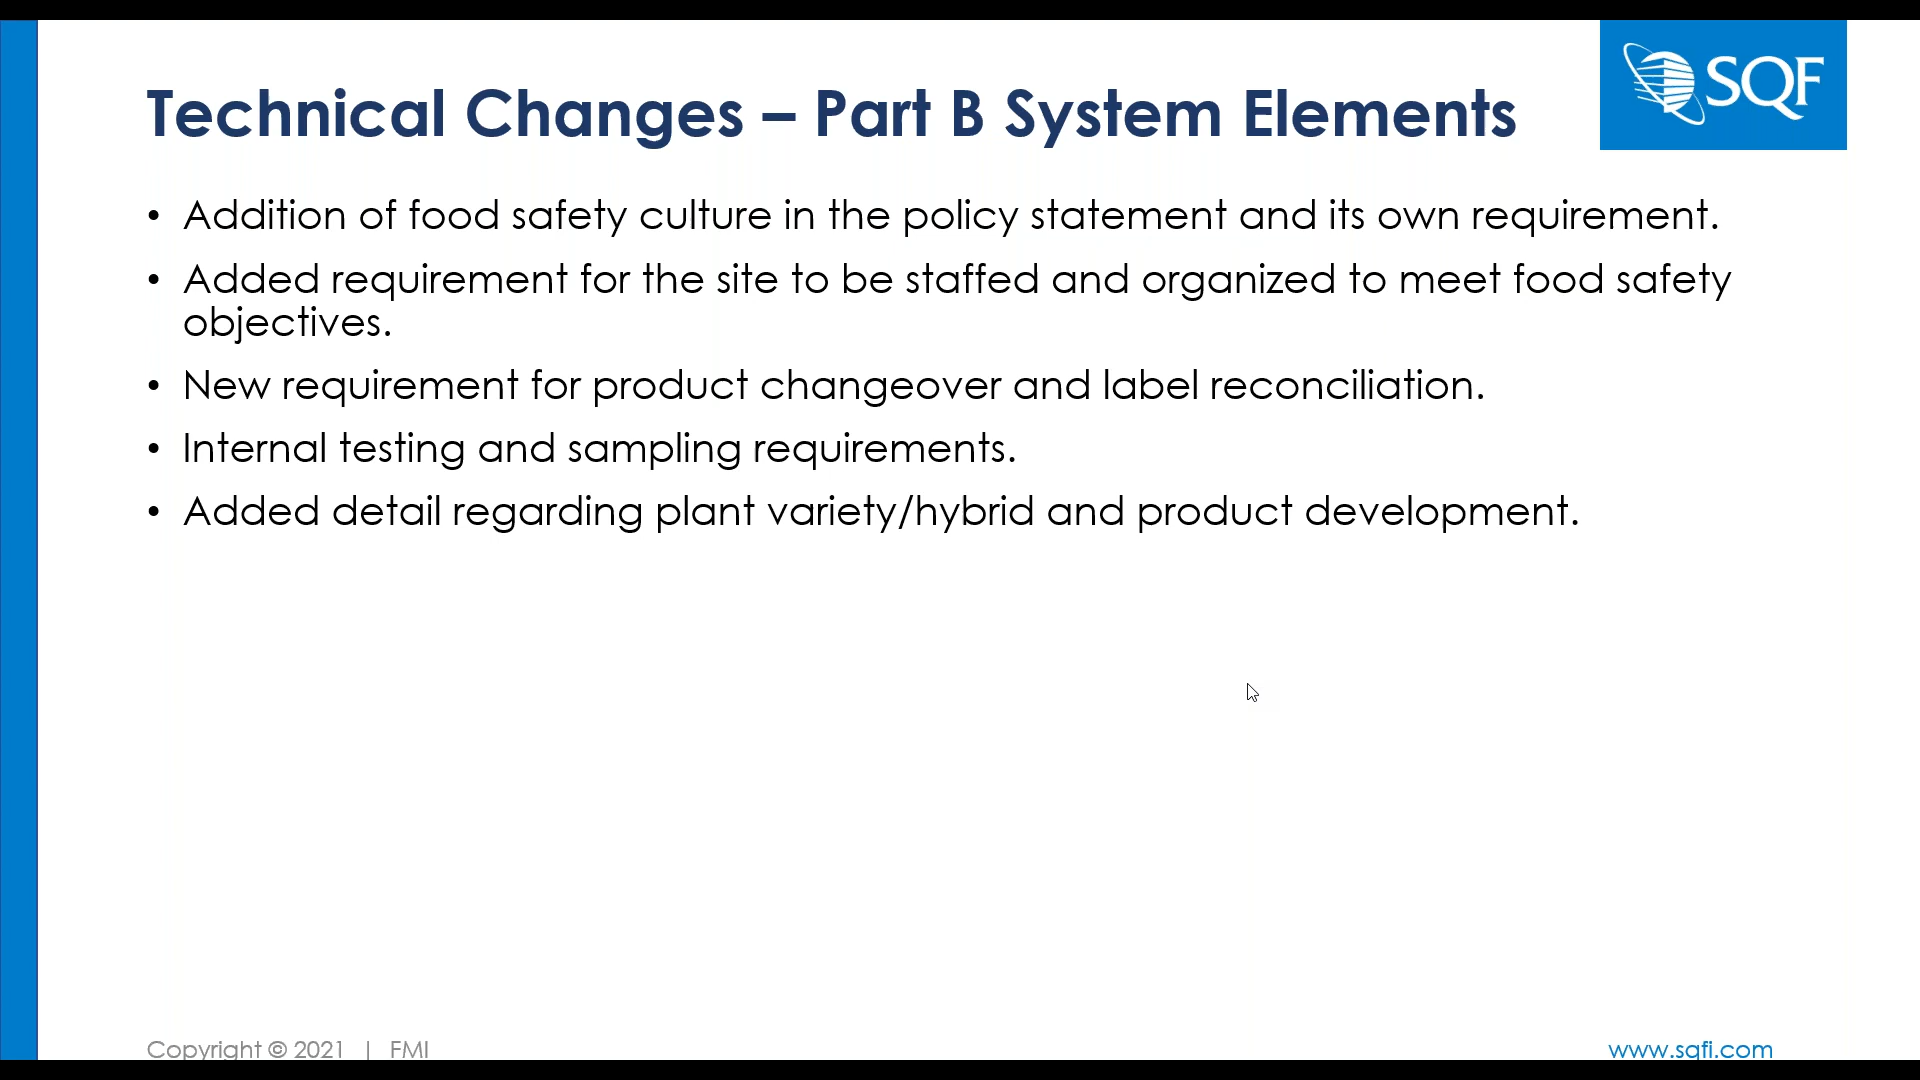 SQF
Technical Changes – Part B System Elements
• Addition of food safety culture in the policy statement and its own requirement.
• Added requirement for the site to be staffed and organized to meet food safety
objectives.
• New requirement for product changeover and label reconciliation.
• Internal testing and sampling requirements.
• Added detail regarding plant variety/hybrid and product development.
Copyright © 2021 | FMI
www.sqfi.com